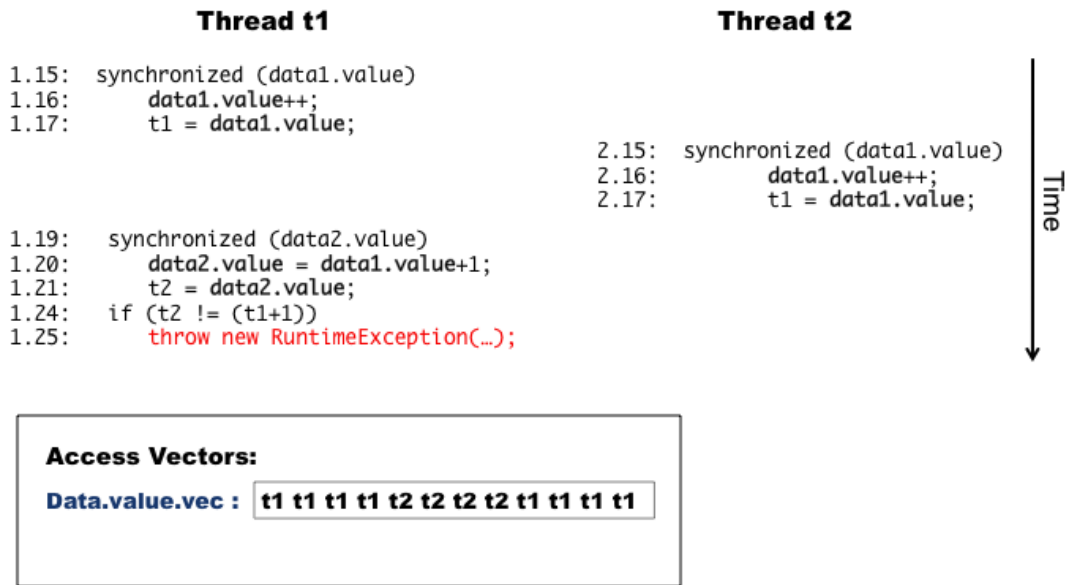 Thread t1
Thread t2
1.15: synchronized (data1.value)
1.16: data1.value++;
1.17: t1 = data1.value;
2.15: synchronized (data1.value)
2.16: data1.value++;
2.17: t1 = data1.value;
1.19: synchronized (data2.value)
1.20: data2.value = data1.value+1;
1.21: t2 = data2.value;
1.24: if (t2 != (t1+1))
1.25: throw new RuntimeException(…);
Time
Access Vectors:
Data.value.vec : t1 t1 t1 t1 t2 t2 t2 t2 t1 t1 t1 t1